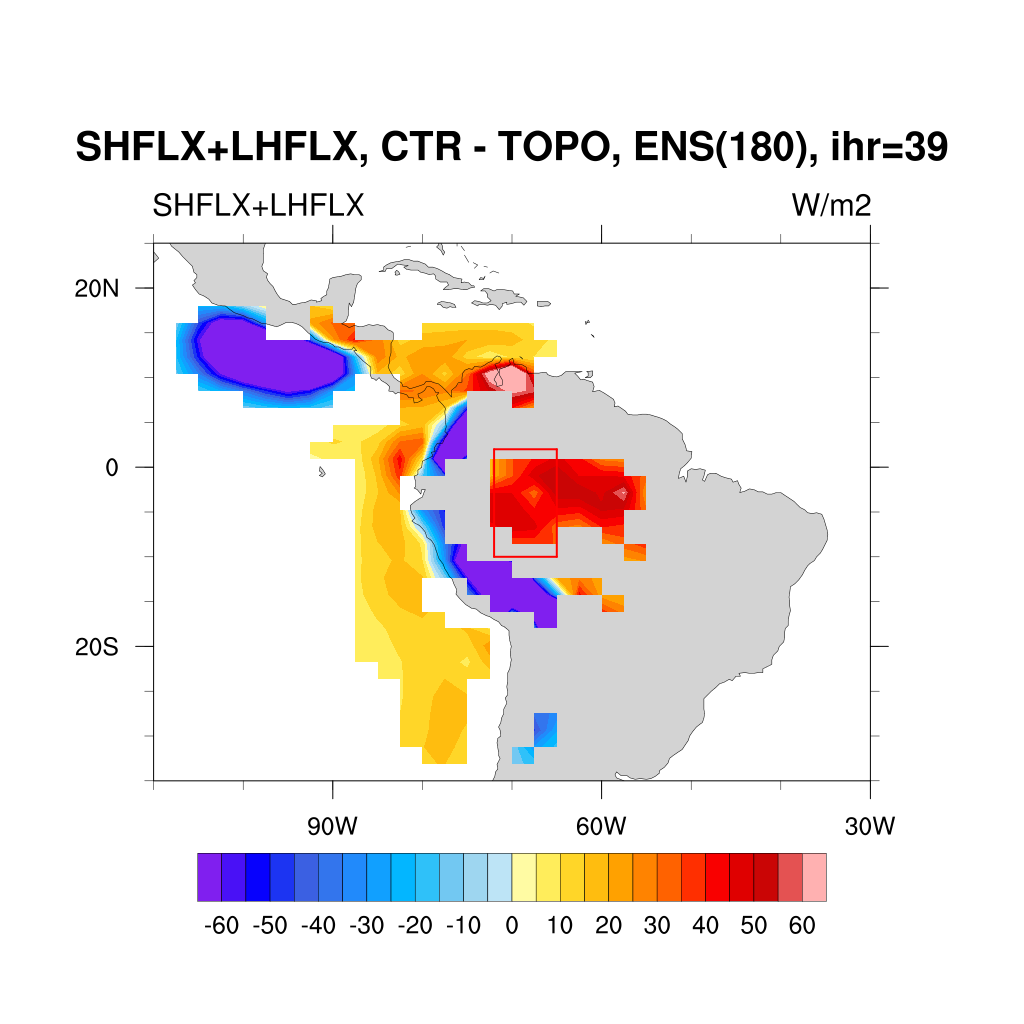 SHFLX+LHFLX, CTR - TOPO, ENS(180), ihr=39
SHFLX+LHFLX W/m2
20N
0
20S
90W 60W 30W
-60 -50 -40 -30 -20 -10 0 10 20 30 40 50 60